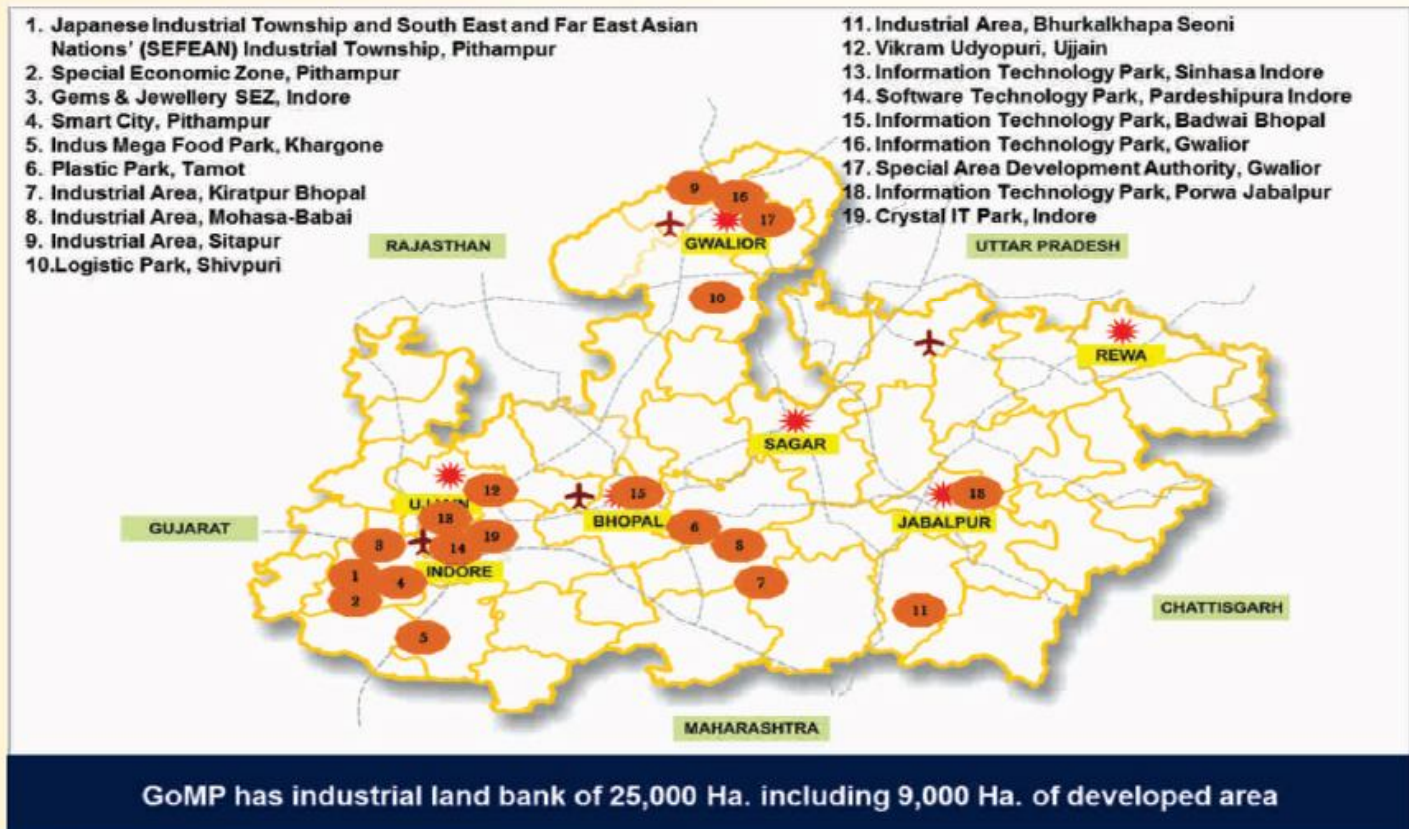 1. Japanese Industrial Township and South East and Far East Asian
Nations' (SEFEAN) Industrial Township, Pithampur
2. Special Economic Zone, Pithampur
3. Gems & Jewellery SEZ, Indore
4. Smart City, Pithampur
5. Indus Mega Food Park, Khargone
6. Plastic Park, Tamot
7. Industrial Area, Kiratpur Bhopal
8. Industrial Area, Mohasa-Babai
9. Industrial Area, Sitapur
10.Logistic Park, Shivpuri
11. Industrial Area, Bhurkalkhapa Seoni
12. Vikram Udyopuri, Ujjain
13. Information Technology Park, Sinhasa Indore
14. Software Technology Park, Pardeshipura Indore
15. Information Technology Park, Badwai Bhopal
16. Information Technology Park, Gwalior
17. Special Area Development Authority, Gwalior
18. Information Technology Park, Porwa Jabalpur
19. Crystal IT Park, Indore
9
16
17
RAJASTHAN
GWALIOR
UTTAR PRADESH
10
REWA
SAGAR
12
15
18
GUJARAT
BHOPAL
JABALPUR
6
19
14
INDORE
1
4
7
2
11
CHATTISGARH
5
MAHARASHTRA
GoMP has industrial land bank of 25,000 Ha. including 9,000 Ha. of developed area